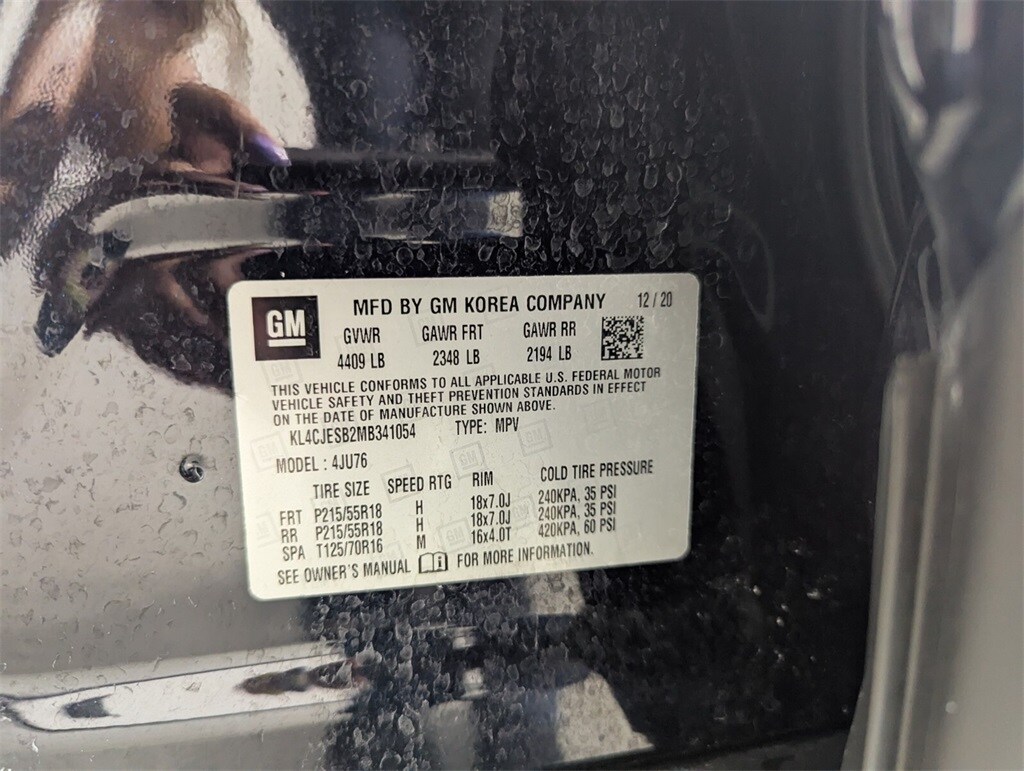 GM
MFD BY GM KOREA COMPANY 12 / 20
GVWR GAWR FRT GAWR RR
4409 LB 2348 LB 2194 LB
THIS VEHICLE CONFORMS TO ALL APPLICABLE U.S. FEDERAL MOTOR
VEHICLE SAFETY AND THEFT PREVENTION STANDARDS IN EFFECT
ON THE DATE OF MANUFACTURE SHOWN ABOVE.
KL4CJESB2MB341054 TYPE: MPV
MODEL : 4JU76
TIRE SIZE SPEED RTG RIM COLD TIRE PRESSURE
FRT P215/55R18 H 18x7.0J 240KPA, 35 PSI
RR P215/55R18 H 18x7.0J 240KPA, 35 PSI
SPA T125/70R16 M 16x4.0T 420KPA, 60 PSI
SEE OWNER'S MANUAL FOR MORE INFORMATION.